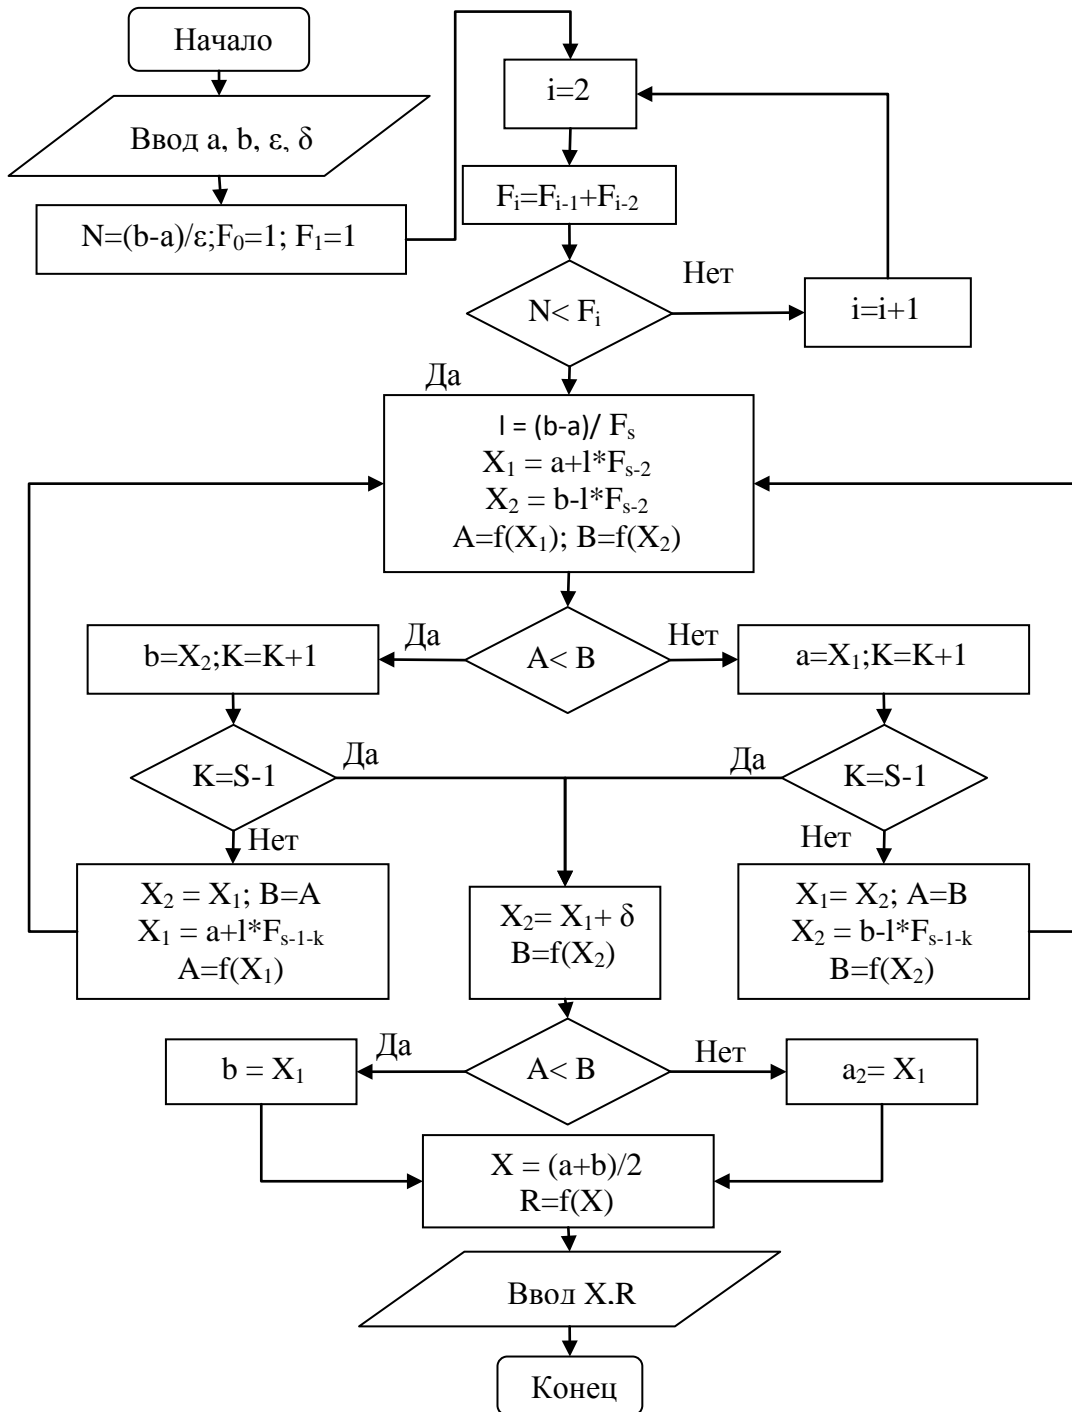 Начало
Ввод a, b, ε, δ
N=(b-a)/ε;F₀=1; F₁=1
i=2
Fᵢ=Fᵢ₋₁+Fᵢ₋₂
N< Fᵢ
Нет
i=i+1
Да
l = (b-a)/ Fₛ
X₁ = a+l*Fₛ₋₂
X₂ = b-l*Fₛ₋₂
A=f(X₁); B=f(X₂)
A< B
Да
Нет
b=X₂;K=K+1
a=X₁;K=K+1
K=S-1
Да
Да
K=S-1
Нет
Нет
X₂ = X₁; B=A
X₁ = a+l*Fₛ₋₁₋ₖ
A=f(X₁)
X₂= X₁+ δ
B=f(X₂)
X₁= X₂; A=B
X₂ = b-l*Fₛ₋₁₋ₖ
B=f(X₂)
A< B
Да
Нет
b = X₁
a₂= X₁
X = (a+b)/2
R=f(X)
Ввод X,R
Конец